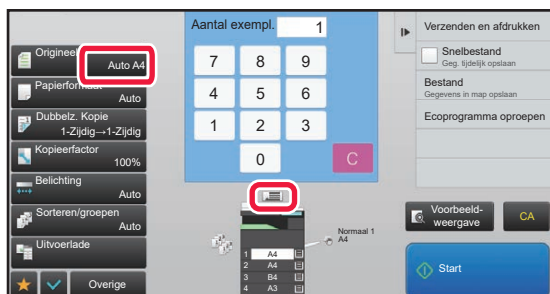 Origineel
Auto A4
Papierformaat
Auto
Dubbelz. Kopie
1-Zijdig→1-Zijdig
Kopieerfactor
100%
Belichting
Auto
Sorteren/groepen
Auto
Uitvoerlade
Overige
Aantal exempl. 1
7 8 9
4 5 6
1 2 3
0 C
Normaal 1
A4
1 A4
2 A4
3 B4
4 A3
Verzenden en afdrukken
Snelbestand
Geg. tijdelijk opslaan
Bestand
Gegevens in map opslaan
Ecoprogramma oproepen
Voorbeeld-
weergave
CA
Start